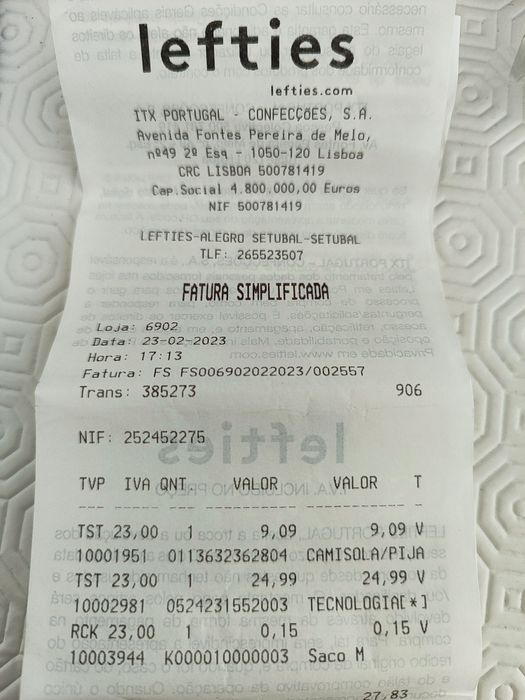 lefties
lefties.com
ITX PORTUGAL - CONFECÇÕES, S.A.
Avenida Fontes Pereira de Melo,
nº49 2º Esq - 1050-120 Lisboa
CRC LISBOA 500781419
Cap.Social 4.800.000,00 Euros
NIF 500781419
LEFTIES-ALEGRO SETUBAL-SETUBAL
TLF: 265523507
FATURA SIMPLIFICADA
Loja: 6902
Data: 23-02-2023
Hora: 17:13
Fatura: FS FS006902022023/002557
Trans: 385273 906
NIF: 252452275
TVP IVA QNT. VALOR VALOR T
TST 23,00 1 9,09 9,09 V
10001951 0113632362804 CAMISOLA/PIJA
TST 23,00 1 24,99 24,99 V
10002981 0524231552003 TECNOLOGIA[*]
RCK 23,00 1 0,15 0,15 V
10003944 K000010000003 Saco M
27,83